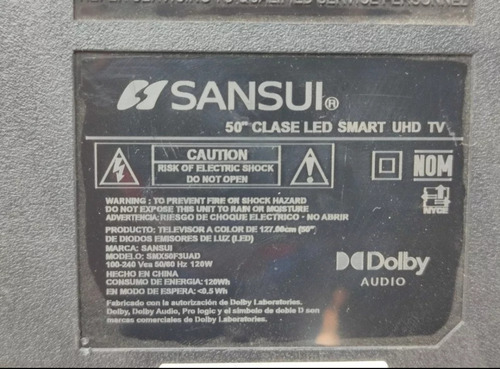 SANSUI®
50" CLASE LED SMART UHD TV
CAUTION
RISK OF ELECTRIC SHOCK
DO NOT OPEN
NOM
NYCE
WARNING : TO PREVENT FIRE OR SHOCK HAZARD
DO NOT EXPOSE THIS UNIT TO RAIN OR MOISTURE
ADVERTENCIA: RIESGO DE CHOQUE ELECTRICO - NO ABRIR
PRODUCTO: TELEVISOR A COLOR DE 127.00cm (50")
DE DIODOS EMISORES DE LUZ (LED)
MARCA: SANSUI
MODELO: SMX50F3UAD
100-240 Vca 50/60 Hz 120W
HECHO EN CHINA
CONSUMO DE ENERGIA:120Wh
EN MODO DE ESPERA: <0.5 Wh
Dolby
AUDIO
Fabricado con la autorización de Dolby Laboratories.
Dolby, Dolby Audio, Pro logic y el símbolo de doble D son
marcas comerciales de Dolby Laboratories.